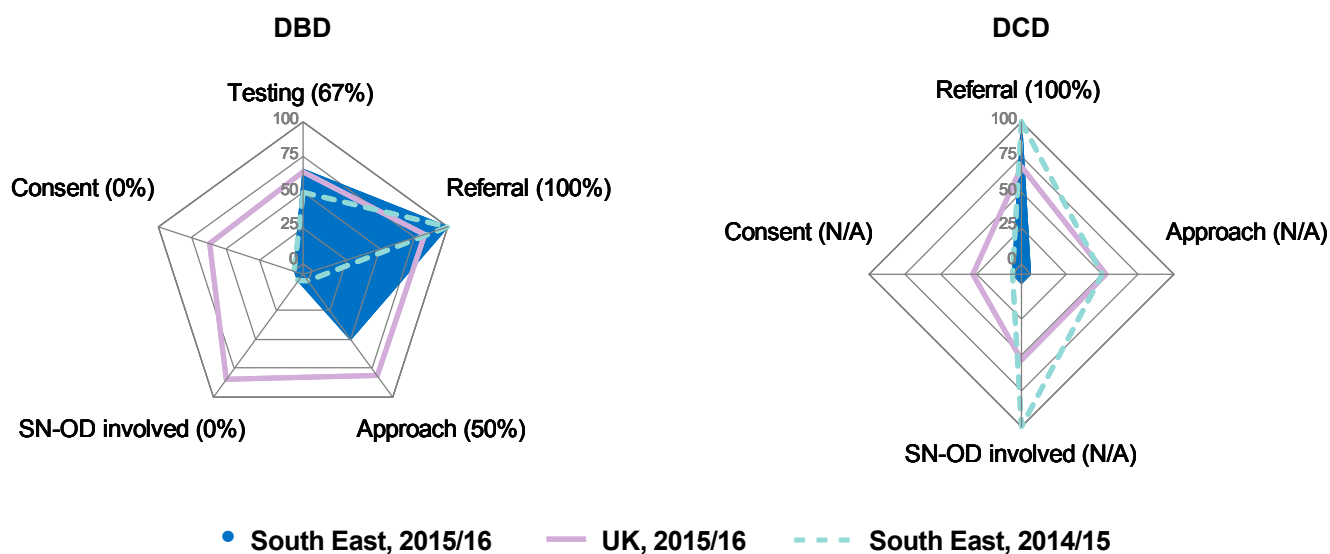 DBD
Testing (67%)
100
75
50
25
0
Consent (0%)
Referral (100%)
SN-OD involved (0%)
Approach (50%)
DCD
Referral (100%)
100
75
50
25
0
Consent (N/A)
Approach (N/A)
SN-OD involved (N/A)
South East, 2015/16
UK, 2015/16
South East, 2014/15